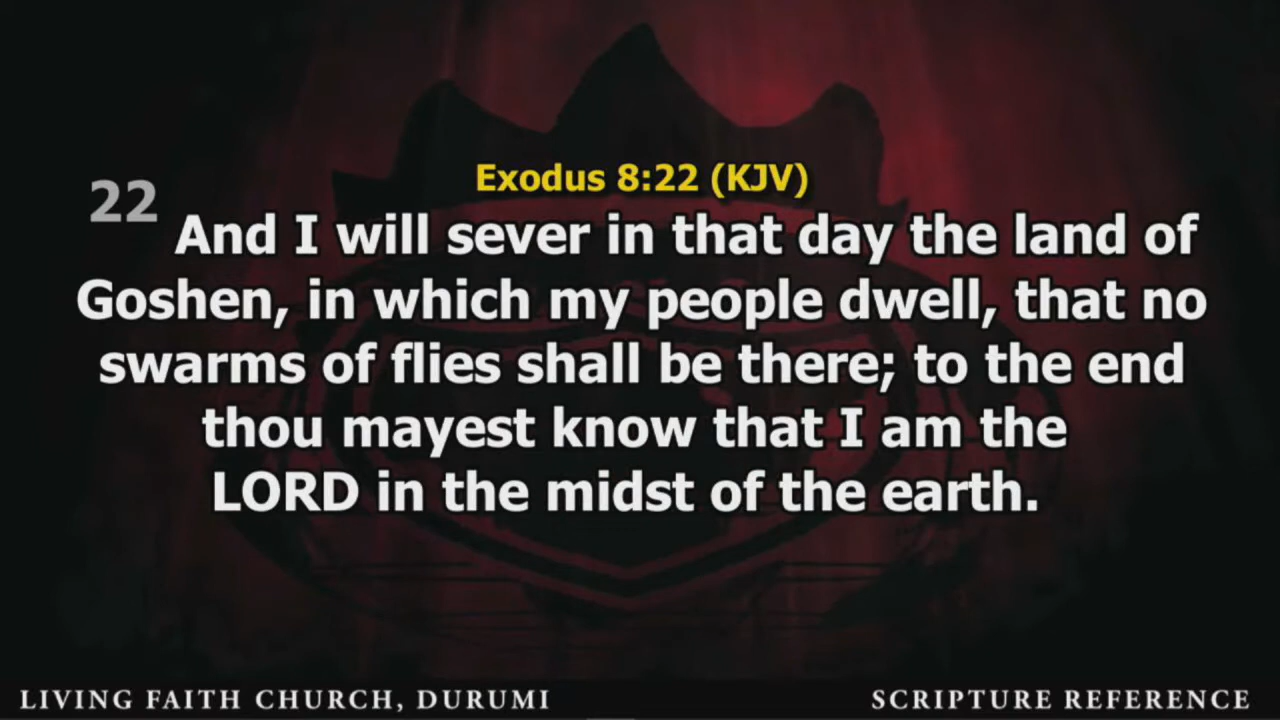 Exodus 8:22 (KJV)
22 And I will sever in that day the land of
Goshen, in which my people dwell, that no
swarms of flies shall be there; to the end
thou mayest know that I am the
LORD in the midst of the earth.
LIVING FAITH CHURCH, DURUMI
SCRIPTURE REFERENCE